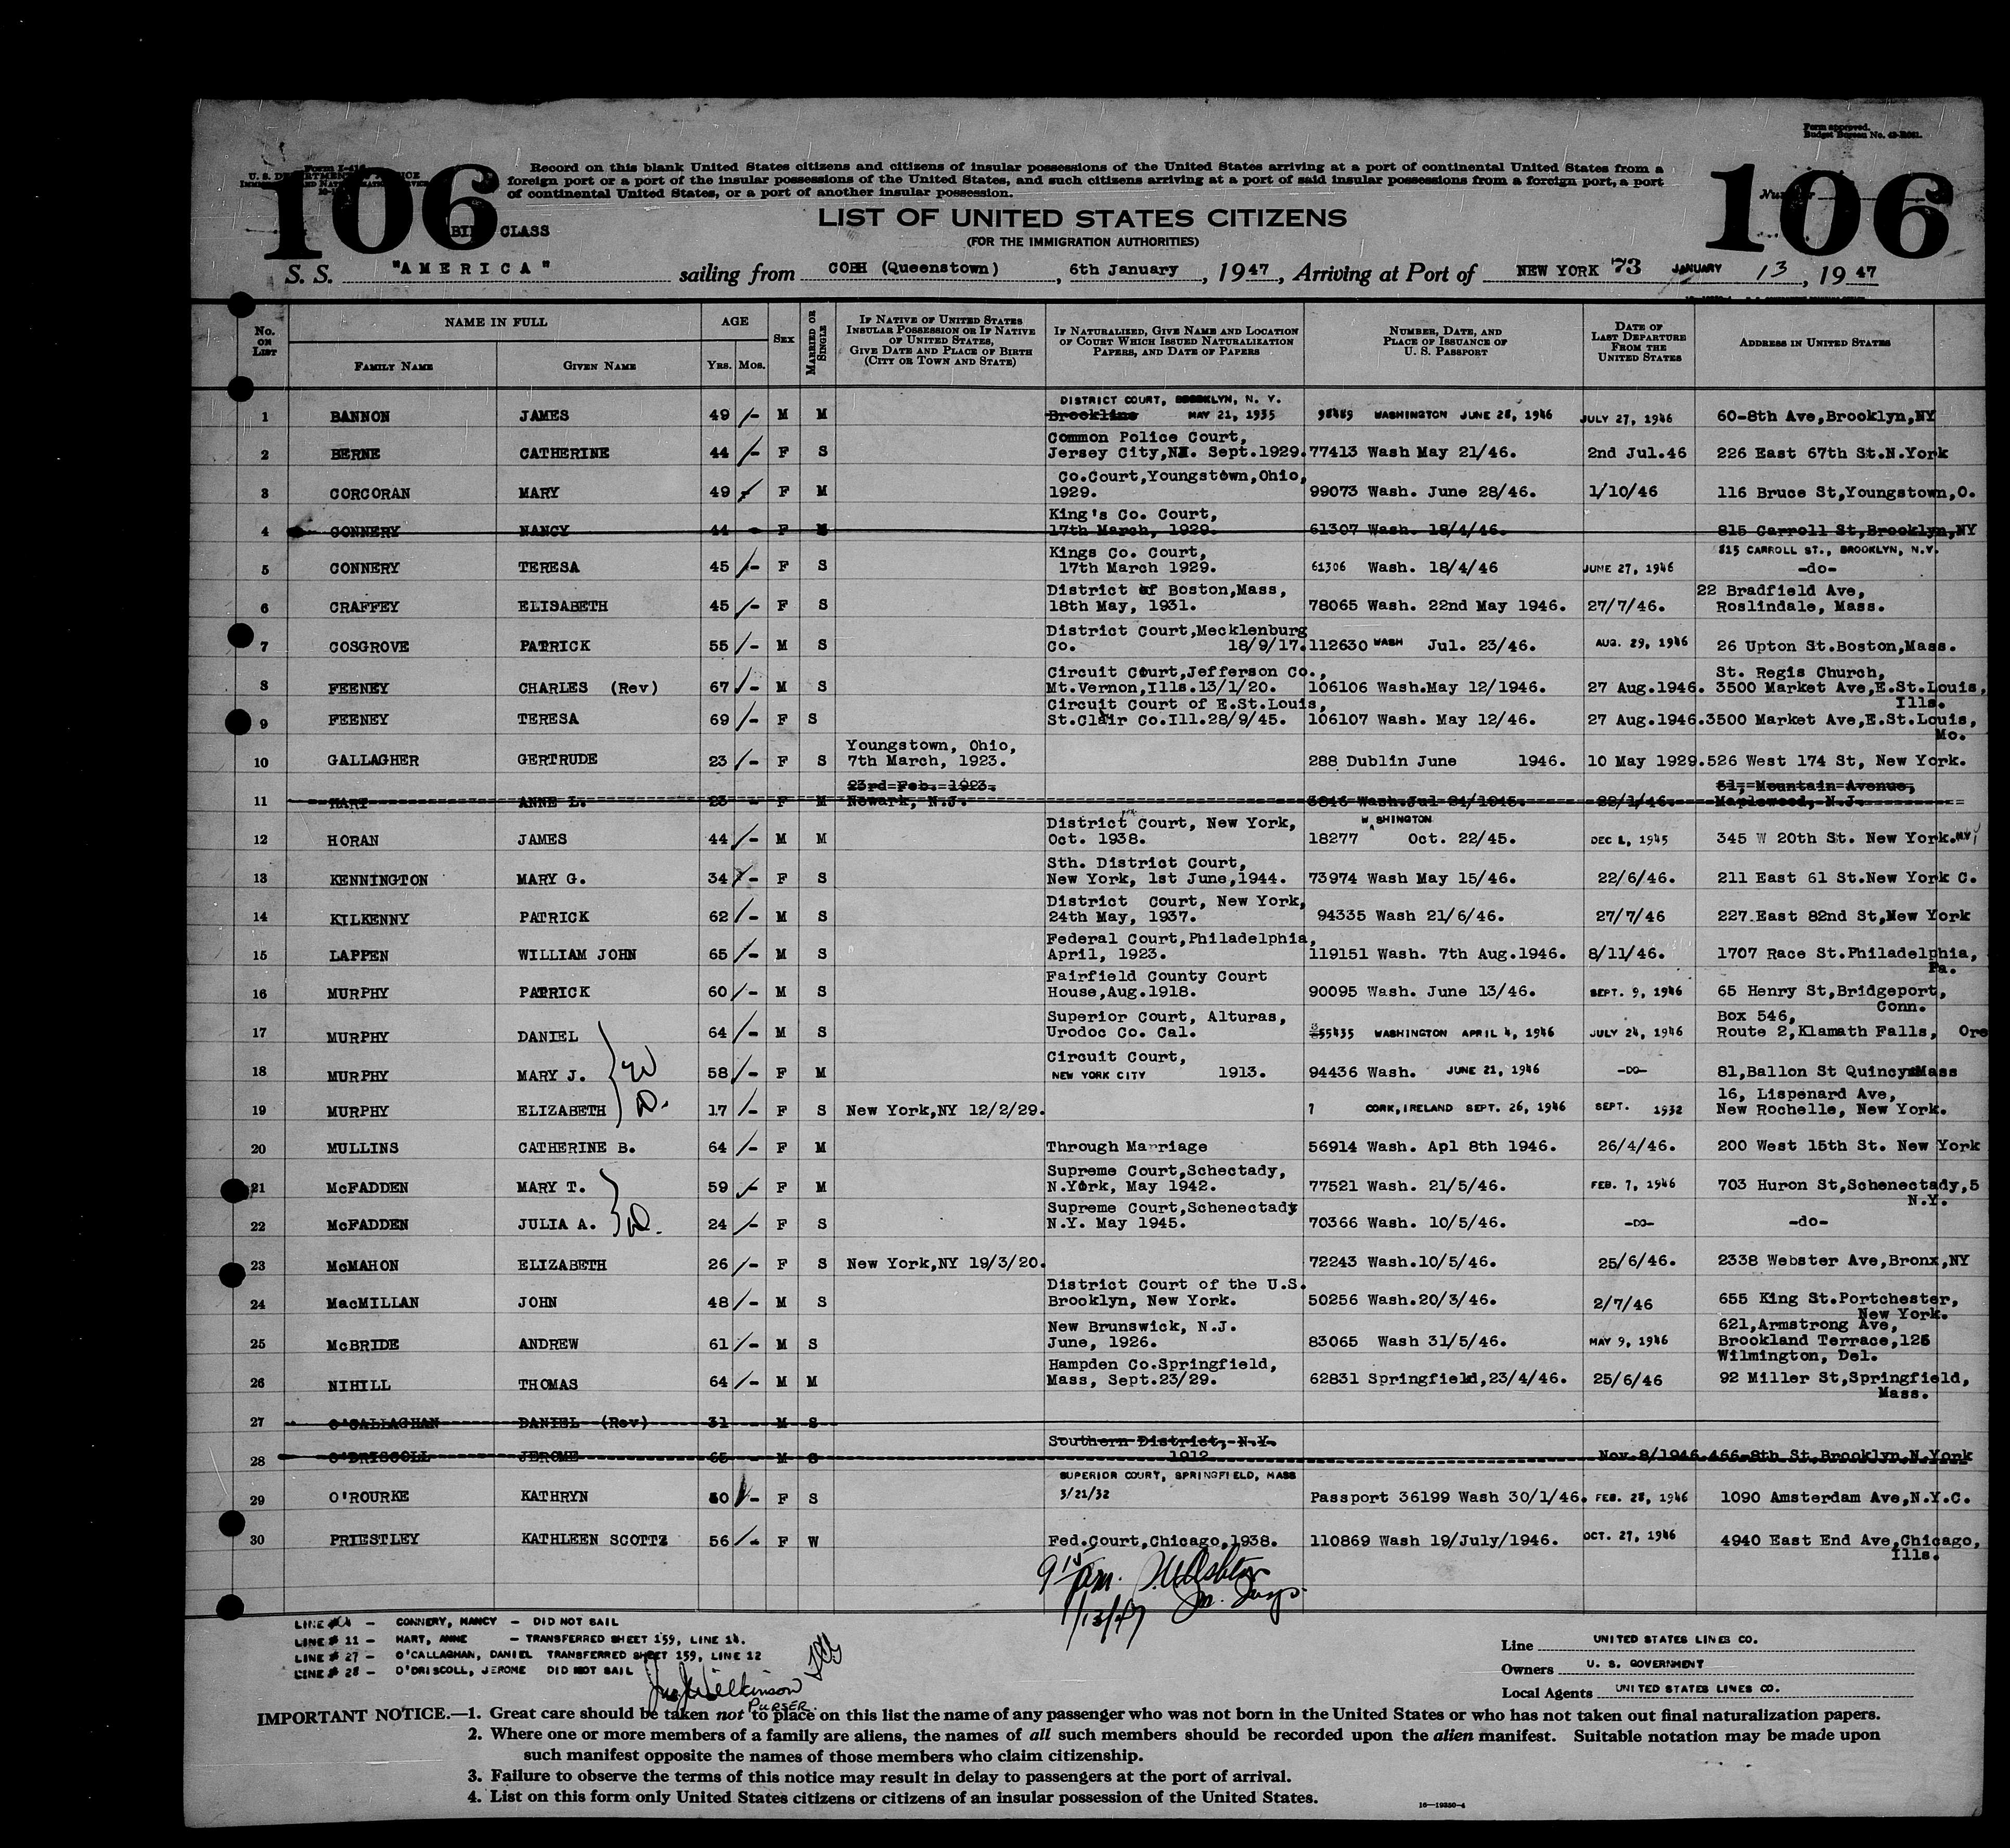 Form approved.
Budget Bureau No.
106
106
Record on this blank United States citizens and citizens of insular possessions of the United States arriving at a port of continental United States from a
foreign port or a port of the insular possessions of the United States, and such citizens arriving at a port of said insular possessions from a foreign port, a port
of continental United States, or a port of another insular possession.
CLASS
LIST OF UNITED STATES CITIZENS
(FOR THE IMMIGRATION AUTHORITIES)
S. S. "AMERICA" sailing from COBH (Queenstown), 6th January, 1947, Arriving at Port of NEW YORK 73 JANUARY 13, 1947
No. on List NAME IN FULL Family Name Given Name AGE Yrs. Mos. Sex Married or Single If Native of United States Insular Possession or If Native of United States, Give Date and Place of Birth (City or Town and State) If Naturalized, Give Name and Location of Court Which Issued Naturalization Papers, and Date of Papers Number, Date, and Place of Issuance of U. S. Passport Date of Last Departure From the United States Address in United States
1 BANNON JAMES 49 - M M DISTRICT COURT, BROOKLYN, N. Y. Brookline MAY 21, 1935 98489 WASHINGTON JUNE 28, 1946 JULY 27, 1946 60-8th Ave,Brooklyn,NY
2 BERNE CATHERINE 44 - F S Common Police Court, Jersey City,NJ. Sept.1929. 77413 Wash May 21/46. 2nd Jul.46 226 East 67th St.N.York
3 CORCORAN MARY 49 F M Co.Court,Youngstown,Ohio, 1929. 99073 Wash. June 28/46. 1/10/46 116 Bruce St,Youngstown,O.
4 CONNERY NANCY 44 - F King's Co. Court, 17th March, 1929. 61307 Wash. 18/4/46. 815 Carroll St,Brooklyn,NY
5 CONNERY TERESA 45 - F S Kings Co. Court, 17th March 1929. 61306 Wash. 18/4/46 JUNE 27, 1946 815 CARROLL ST., BROOKLYN, N.Y. -do-
6 CRAFFEY ELISABETH 45 - F S District of Boston,Mass, 18th May, 1931. 78065 Wash. 22nd May 1946. 27/7/46. 22 Bradfield Ave, Roslindale, Mass.
7 COSGROVE PATRICK 55 - M S District Court,Mecklenburg Co. 18/9/17. 112630 WASH Jul. 23/46. AUG. 29, 1946 26 Upton St.Boston,Mass.
8 FEENEY CHARLES (Rev) 67 - M S Circuit Court,Jefferson Co., Mt.Vernon,Ills.13/1/20. 106106 Wash.May 12/1946. 27 Aug.1946. St. Regis Church, 3500 Market Ave,E.St.Louis, Ills.
9 FEENEY TERESA 69 - F S Circuit Court of E.St.Louis, St.Clair Co.Ill.28/9/45. 106107 Wash. May 12/46. 27 Aug.1946. 3500 Market Ave,E.St.Louis, Mo.
10 GALLAGHER GERTRUDE 23 - F S Youngstown, Ohio, 7th March, 1923. 288 Dublin June 1946. 10 May 1929. 526 West 174 St, New York.
11 HART ANNE L. 23 - F M 23rd Feb. 1923. Newark, N.J. Wash.Jul 22/1/46. 51, Mountain Avenue, Maplewood, N.J.
12 HORAN JAMES 44 - M M District Court, New York, Oct. 1938. 18277 WASHINGTON Oct. 22/45. DEC 1945 345 W 20th St. New York. N.Y.
13 KENNINGTON MARY G. 34 - F S Sth. District Court, New York, 1st June,1944. 73974 Wash May 15/46. 22/6/46. 211 East 61 St.New York C.
14 KILKENNY PATRICK 62 - M S District Court, New York, 24th May, 1937. 94335 Wash 21/6/46. 27/7/46 227 East 82nd St,New York
15 LAPPEN WILLIAM JOHN 65 - M S Federal Court,Philadelphia, April, 1923. 119151 Wash. 7th Aug.1946. 8/11/46. 1707 Race St.Philadelphia, Pa.
16 MURPHY PATRICK 60 - M S Fairfield County Court House,Aug.1918. 90095 Wash. June 13/46. SEPT. 9, 1946 65 Henry St,Bridgeport, Conn.
17 MURPHY DANIEL 64 - M S Superior Court, Alturas, Urodoc Co. Cal. 55435 WASHINGTON APRIL 4, 1946 JULY 24, 1946 Box 546, Route 2,Klamath Falls, Ore
18 MURPHY MARY J. 58 - F M Circuit Court, NEW YORK CITY 1913. 94436 Wash. JUNE 21, 1946 -DO- 81,Ballon St Quincy Mass
19 MURPHY ELIZABETH 17 - F S New York,NY 12/2/29. 7 CORK, IRELAND SEPT. 26, 1946 SEPT. 1932 16, Lispenard Ave, New Rochelle, New York.
20 MULLINS CATHERINE B. 64 - F M Through Marriage 56914 Wash. Apl 8th 1946. 26/4/46. 200 West 15th St. New York
21 McFADDEN MARY T. 59 - F M Supreme Court,Schectady, N.York, May 1942. 77521 Wash. 21/5/46. FEB. 7, 1946 703 Huron St,Schenectady,5 N.Y.
22 McFADDEN JULIA A. 24 - F S Supreme Court,Schenectady N.Y. May 1945. 70366 Wash. 10/5/46. -DO- -do-
23 McMAHON ELIZABETH 26 - F S New York,NY 19/3/20. 72243 Wash.10/5/46. 25/6/46. 2338 Webster Ave,Bronx,NY
24 MacMILLAN JOHN 48 - M S District Court of the U.S. Brooklyn, New York. 50256 Wash.20/3/46. 2/7/46 655 King St.Portchester, New York.
25 McBRIDE ANDREW 61 - M S New Brunswick, N.J. June, 1926. 83065 Wash 31/5/46. MAY 9, 1946 621,Armstrong Ave, Brookland Terrace,125 Wilmington, Del.
26 NIHILL THOMAS 64 - M M Hampden Co.Springfield, Mass, Sept.23/29. 62831 Springfield,23/4/46. 25/6/46 92 Miller St,Springfield, Mass.
27 O'CALLAGHAN DANIEL (Rev) 31 M S
28 O'DRISCOLL JEROME 65 M S Southern District, N.Y. 1912 Nov.8/1946 466-8th St,Brooklyn,N.York
29 O'ROURKE KATHRYN 50 - F S SUPERIOR COURT, SPRINGFIELD, MASS 3/21/32 Passport 36199 Wash 30/1/46. FEB. 28, 1946 1090 Amsterdam Ave,N.Y.C.
30 PRIESTLEY KATHLEEN SCOTTZ 56 - F W Fed.Court,Chicago,1938. 110869 Wash 19/July/1946. OCT. 27, 1946 4940 East End Ave,Chicago, Ills.
1/13/47
LINE # 4 - CONNERY, NANCY - DID NOT SAIL
LINE # 11 - HART, ANNE - TRANSFERRED SHEET 159, LINE 14.
LINE # 27 - O'CALLAGHAN, DANIEL TRANSFERRED SHEET 159, LINE 12
LINE # 28 - O'DRISCOLL, JEROME DID NOT SAIL
Wilkinson
PURSER.
Line UNITED STATES LINES CO.
Owners U. S. GOVERNMENT
Local Agents UNITED STATES LINES CO.
IMPORTANT NOTICE.—1. Great care should be taken not to place on this list the name of any passenger who was not born in the United States or who has not taken out final naturalization papers.
2. Where one or more members of a family are aliens, the names of all such members should be recorded upon the alien manifest. Suitable notation may be made upon
such manifest opposite the names of those members who claim citizenship.
3. Failure to observe the terms of this notice may result in delay to passengers at the port of arrival.
4. List on this form only United States citizens or citizens of an insular possession of the United States.